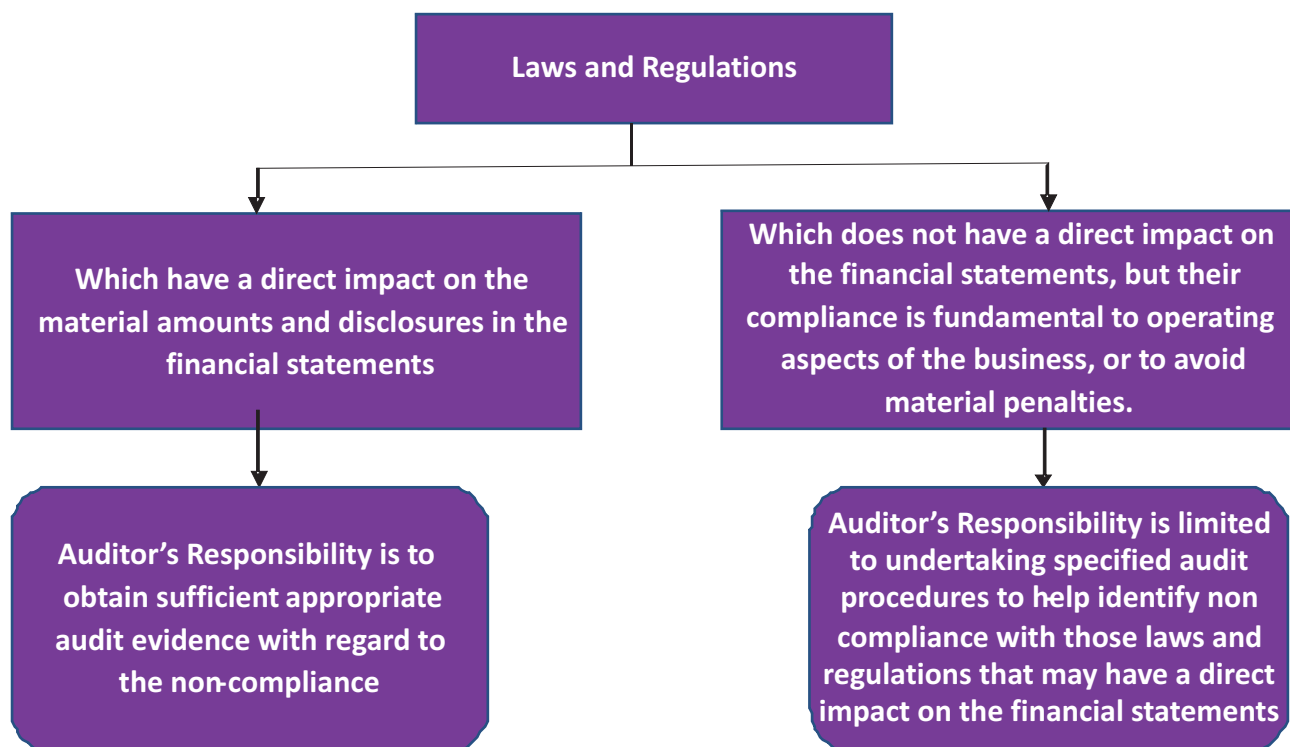 Laws and Regulations
Which have a direct impact on the
material amounts and disclosures in the
financial statements
Which does not have a direct impact on
the financial statements, but their
compliance is fundamental to operating
aspects of the business, or to avoid
material penalties.
Auditor’s Responsibility is to
obtain sufficient appropriate
audit evidence with regard to
the non-compliance
Auditor’s Responsibility is limited
to undertaking specified audit
procedures to help identify non-
compliance with those laws and
regulations that may have a direct
impact on the financial statements